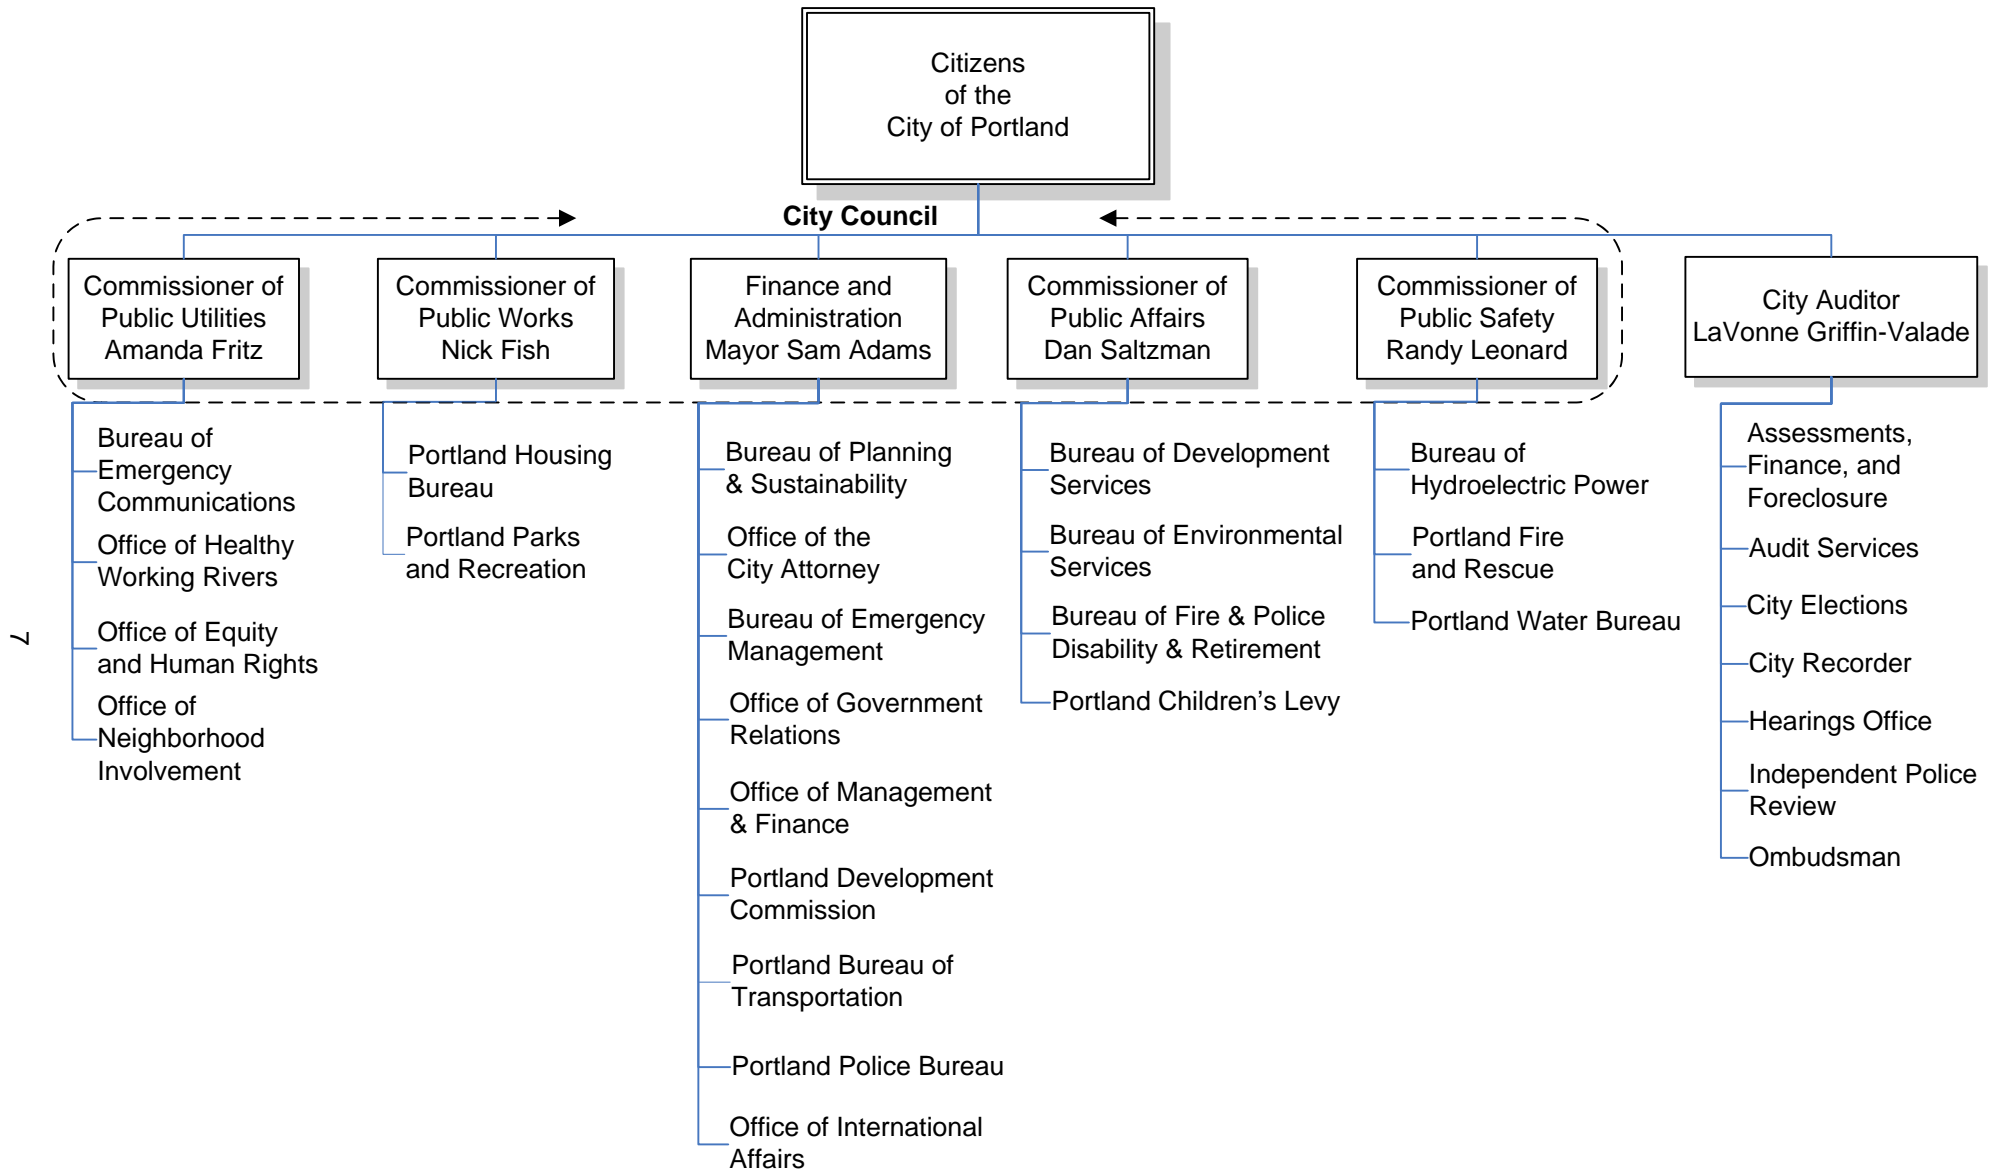 Citizens
of the
City of Portland
City Council
Commissioner of
Public Utilities
Amanda Fritz
Commissioner of
Public Works
Nick Fish
Finance and
Administration
Mayor Sam Adams
Commissioner of
Public Affairs
Dan Saltzman
Commissioner of
Public Safety
Randy Leonard
City Auditor
LaVonne Griffin-Valade
Bureau of
Emergency
Communications
Office of Healthy
Working Rivers
Office of Equity
and Human Rights
Office of
Neighborhood
Involvement
Portland Housing
Bureau
Portland Parks
and Recreation
Bureau of Planning
& Sustainability
Office of the
City Attorney
Bureau of Emergency
Management
Office of Government
Relations
Office of Management
& Finance
Portland Development
Commission
Portland Bureau of
Transportation
Portland Police Bureau
Office of International
Affairs
Bureau of Development
Services
Bureau of Environmental
Services
Bureau of Fire & Police
Disability & Retirement
Portland Children’s Levy
Bureau of
Hydroelectric Power
Portland Fire
and Rescue
Portland Water Bureau
Assessments,
Finance, and
Foreclosure
Audit Services
City Elections
City Recorder
Hearings Office
Independent Police
Review
Ombudsman
7